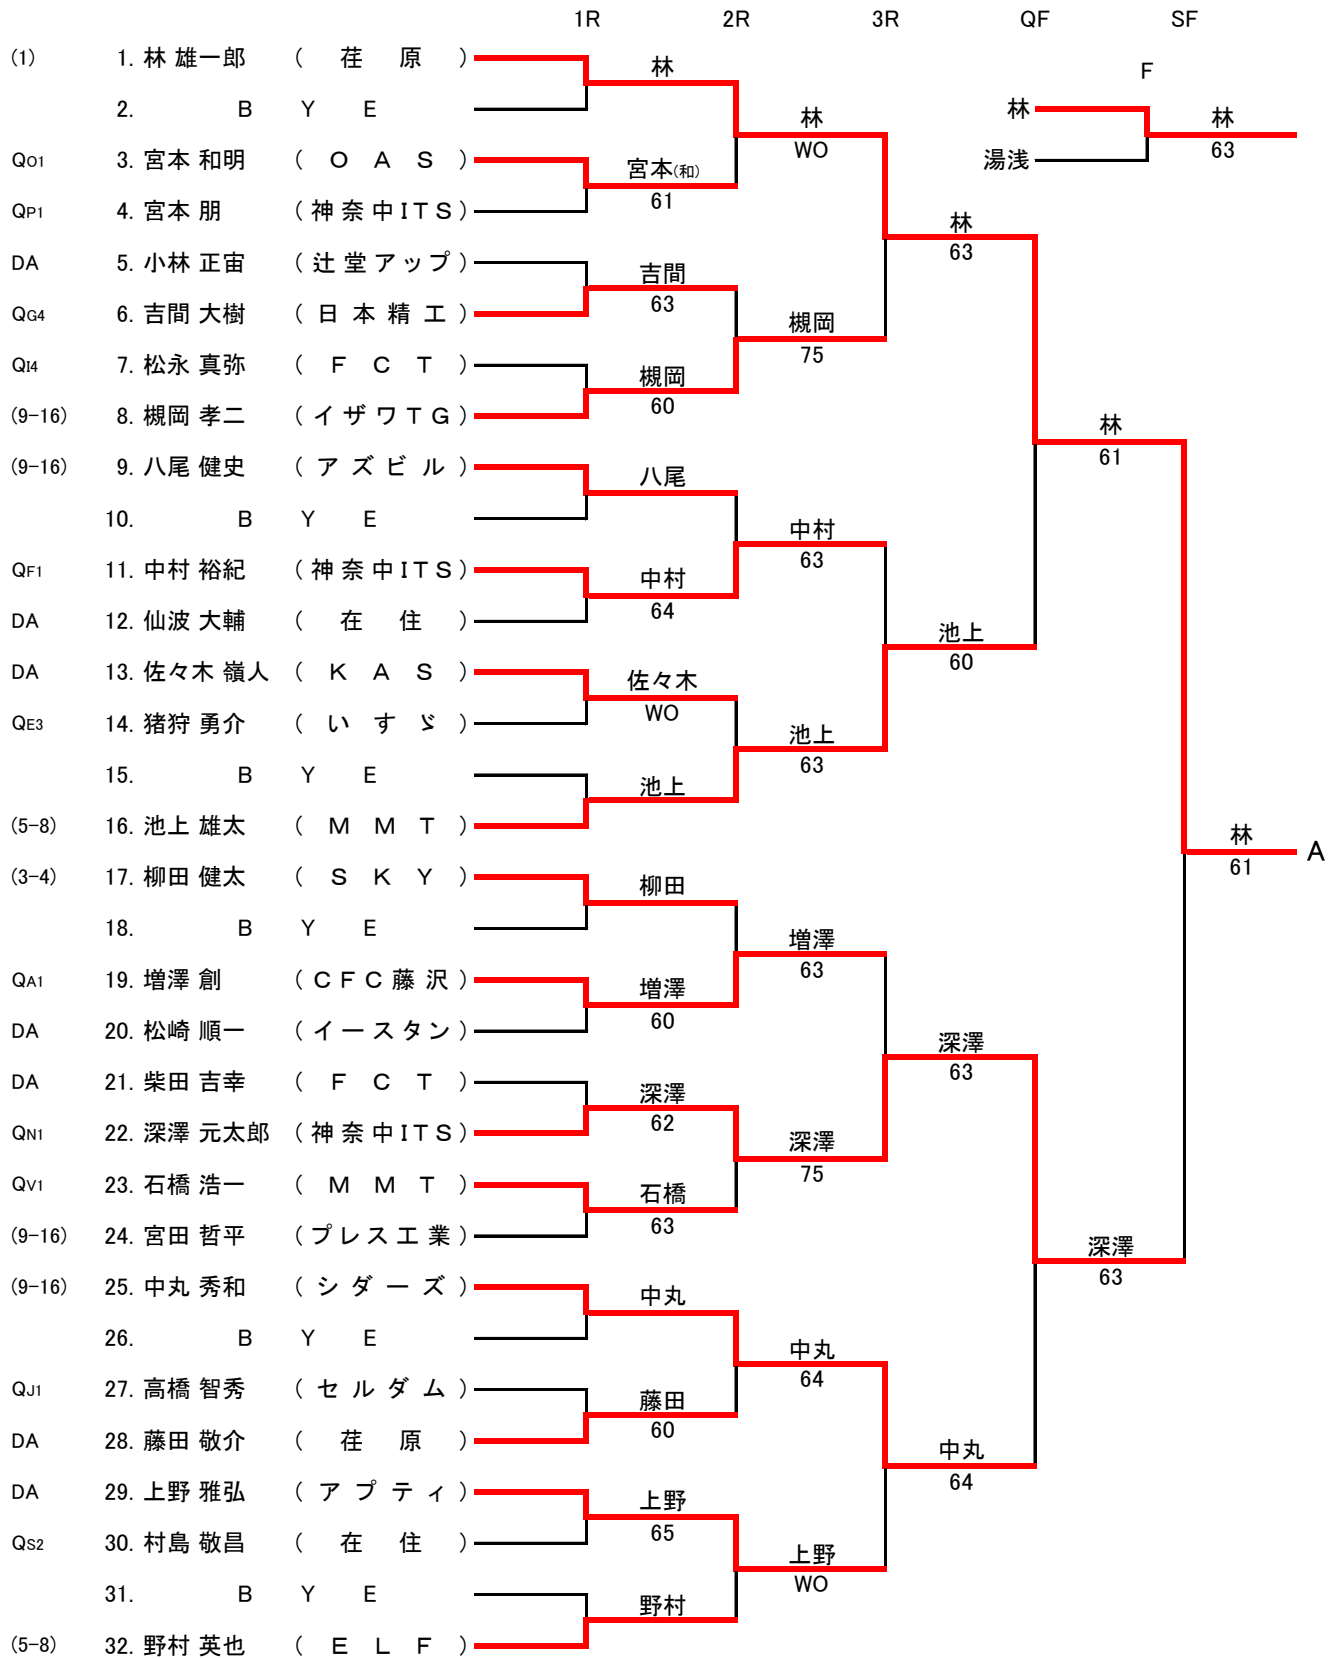 1R 2R 3R QF SF
(1) 1. 林 雄一郎 ( 荏 原 )
林
F
2. B Y E
林
林
林
WO
63
QO1 3. 宮本 和明 ( O A S )
湯浅
宮本(和)
61
QP1 4. 宮本 朋 (神奈中ITS)
林
63
DA 5. 小林 正宙 (辻堂アップ)
吉間
63
QG4 6. 吉間 大樹 (日本精工)
槻岡
75
QI4 7. 松永 真弥 ( F C T )
槻岡
60
(9-16) 8. 槻岡 孝二 (イザワTG)
林
61
(9-16) 9. 八尾 健史 (アズビル)
八尾
10. B Y E
中村
63
QF1 11. 中村 裕紀 (神奈中ITS)
中村
64
DA 12. 仙波 大輔 ( 在 住 )
池上
60
DA 13. 佐々木 嶺人 ( K A S )
佐々木
WO
QE3 14. 猪狩 勇介 ( い す ゞ )
池上
63
15. B Y E
池上
(5-8) 16. 池上 雄太 ( M M T )
林
A
61
(3-4) 17. 柳田 健太 ( S K Y )
柳田
18. B Y E
増澤
63
QA1 19. 増澤 創 (CFC藤沢)
増澤
60
DA 20. 松崎 順一 (イースタン)
深澤
63
DA 21. 柴田 吉幸 ( F C T )
深澤
62
QN1 22. 深澤 元太郎 (神奈中ITS)
深澤
75
QV1 23. 石橋 浩一 ( M M T )
石橋
63
(9-16) 24. 宮田 哲平 (プレス工業)
深澤
63
(9-16) 25. 中丸 秀和 (シダーズ)
中丸
26. B Y E
中丸
64
QJ1 27. 高橋 智秀 (セルダム)
藤田
60
DA 28. 藤田 敬介 ( 荏 原 )
中丸
64
DA 29. 上野 雅弘 (アプティ)
上野
65
QS2 30. 村島 敬昌 ( 在 住 )
上野
WO
31. B Y E
野村
(5-8) 32. 野村 英也 ( E L F )